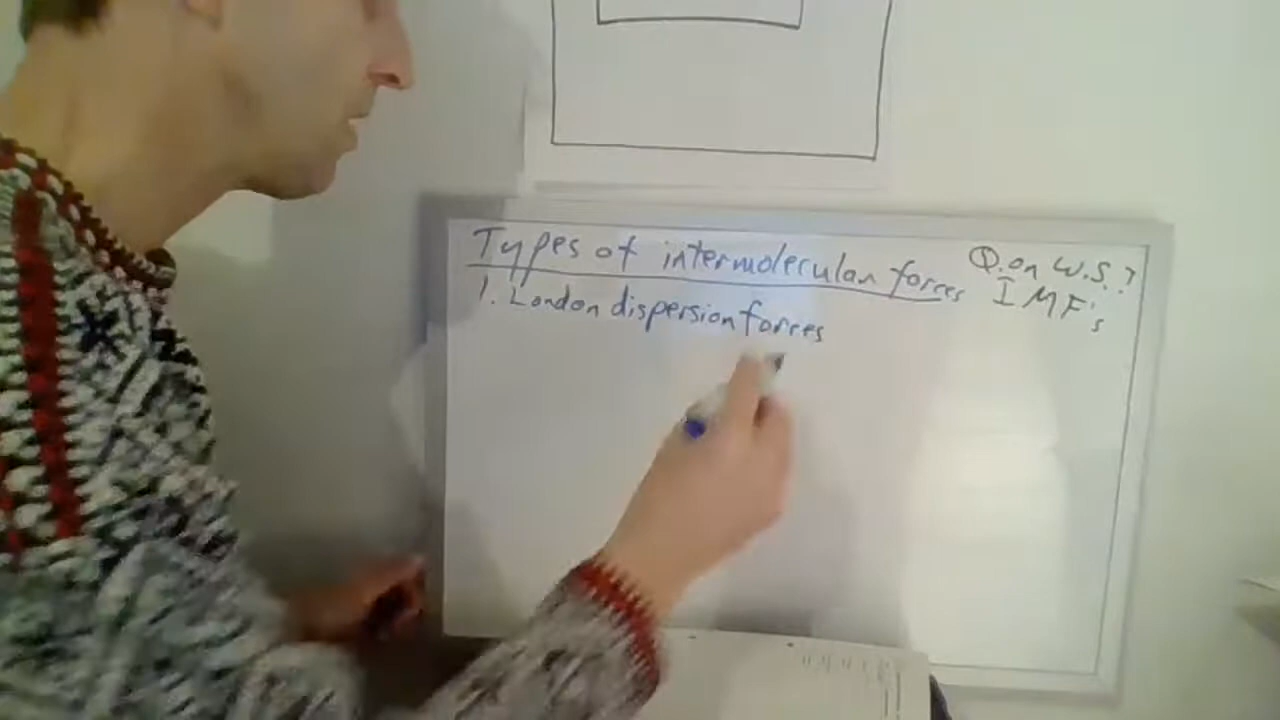 Types of intermolecular forces
Q. on W.S.?
IMF's
1. London dispersion forces